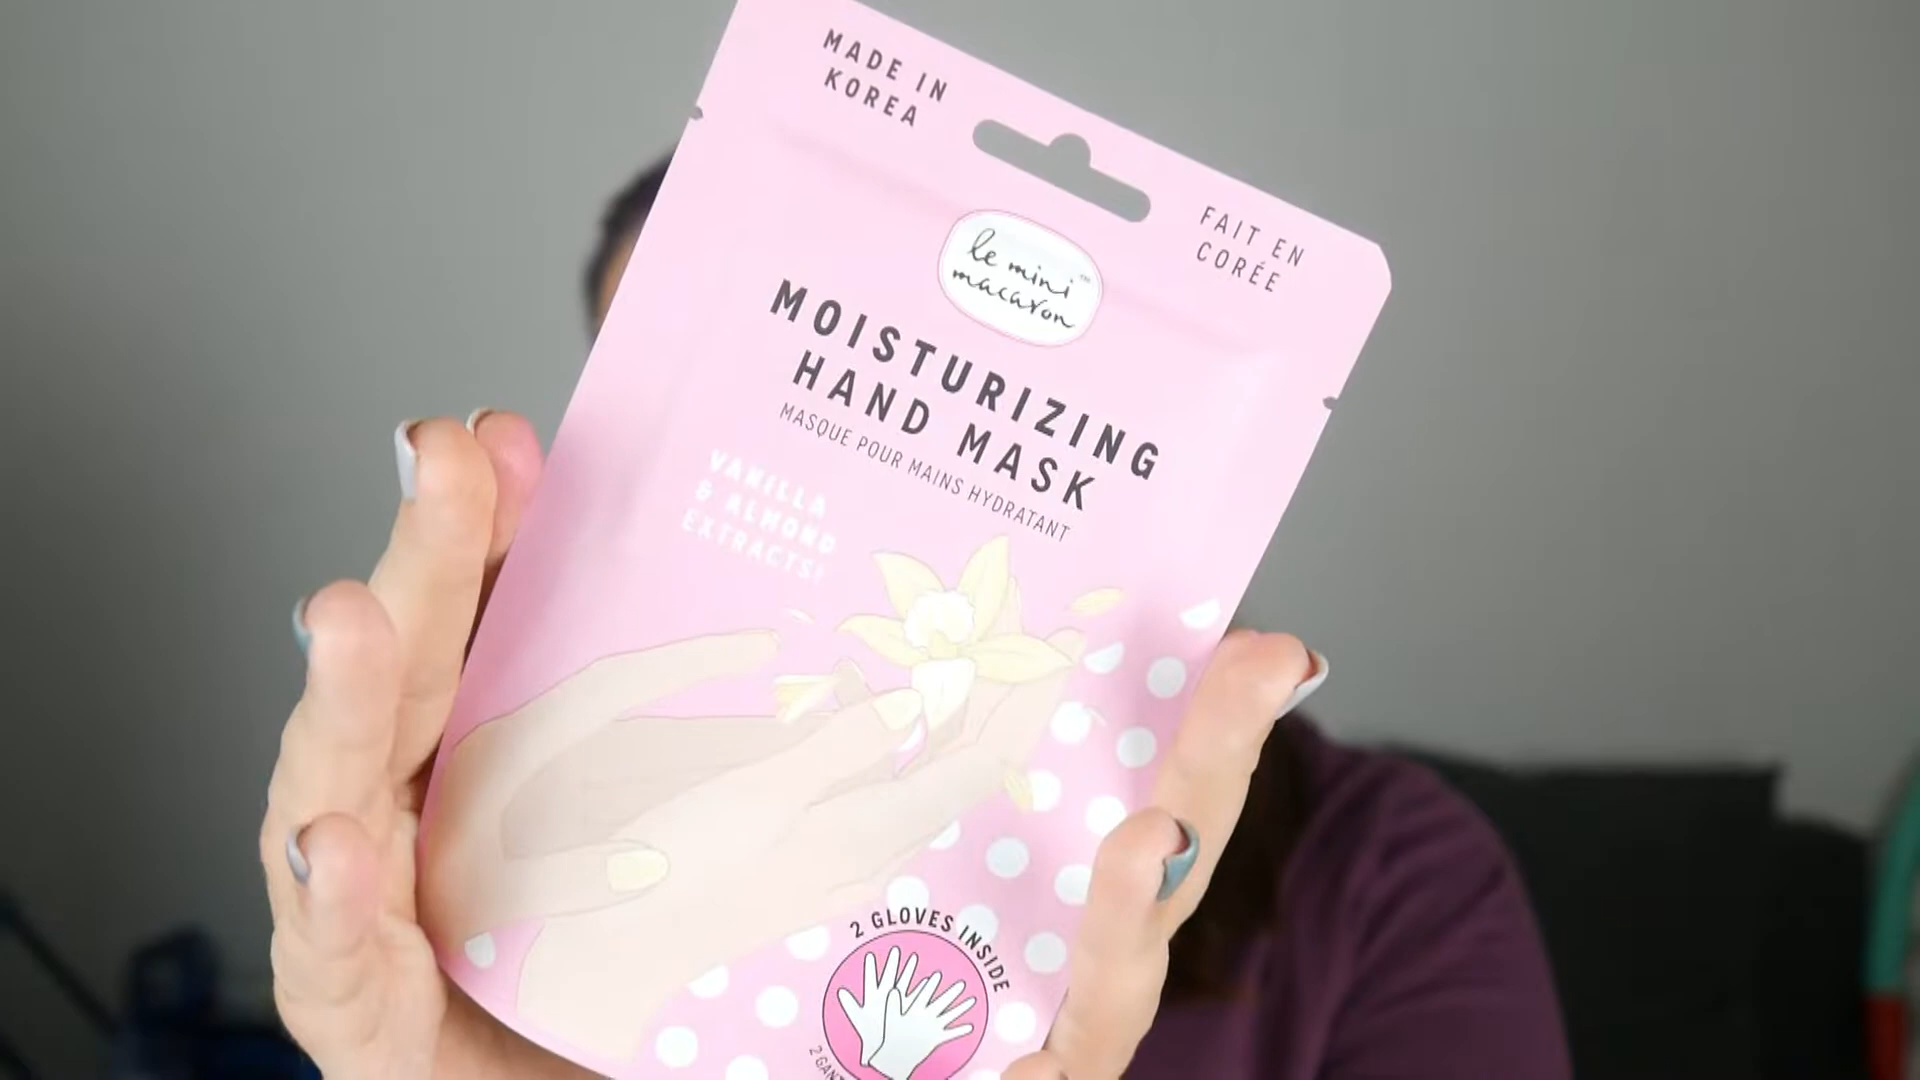 MADE IN
KOREA
FAIT EN
CORÉE
le mini™
macaron
MOISTURIZING
HAND MASK
MASQUE POUR MAINS HYDRATANT
VANILLA
& ALMOND
EXTRACTS!
2 GLOVES INSIDE